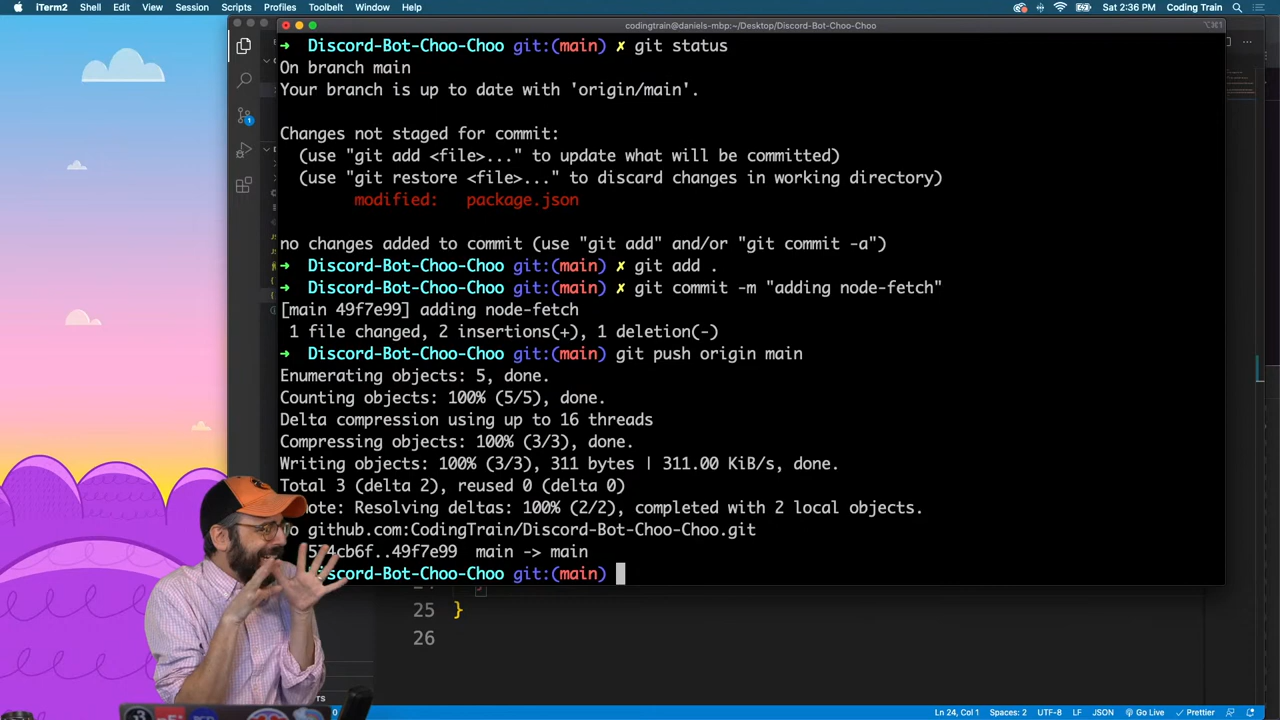 iTerm2 Shell Edit View Session Scripts Profiles Toolbelt Window Help Sat 2:36 PM Coding Train
codingtrain@daniels-mbp:~/Desktop/Discord-Bot-Choo-Choo ⌥⌘1
➜ Discord-Bot-Choo-Choo git:(main) ✗ git status
On branch main
Your branch is up to date with 'origin/main'.
Changes not staged for commit:
(use "git add <file>..." to update what will be committed)
(use "git restore <file>..." to discard changes in working directory)
modified: package.json
no changes added to commit (use "git add" and/or "git commit -a")
➜ Discord-Bot-Choo-Choo git:(main) ✗ git add .
➜ Discord-Bot-Choo-Choo git:(main) ✗ git commit -m "adding node-fetch"
[main 49f7e99] adding node-fetch
1 file changed, 2 insertions(+), 1 deletion(-)
➜ Discord-Bot-Choo-Choo git:(main) git push origin main
Enumerating objects: 5, done.
Counting objects: 100% (5/5), done.
Delta compression using up to 16 threads
Compressing objects: 100% (3/3), done.
Writing objects: 100% (3/3), 311 bytes | 311.00 KiB/s, done.
Total 3 (delta 2), reused 0 (delta 0)
ote: Resolving deltas: 100% (2/2), completed with 2 local objects.
github.com:CodingTrain/Discord-Bot-Choo-Choo.git
574cb6f..49f7e99 main -> main
scord-Bot-Choo-Choo git:(main)
25 }
26
Ln 24, Col 1 Spaces: 2 UTF-8 LF JSON Go Live Prettier